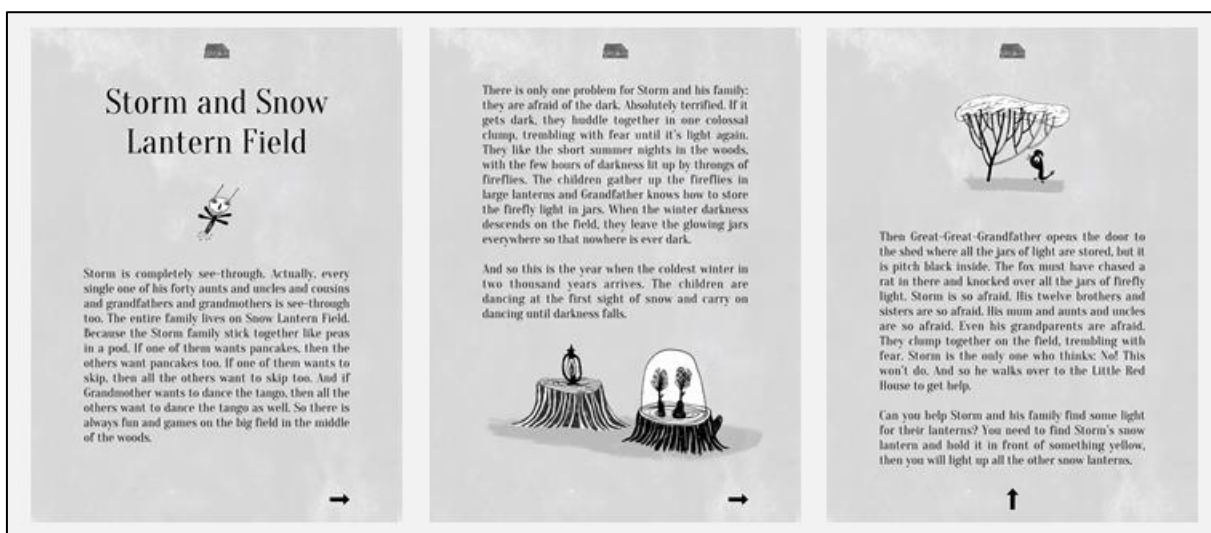 Storm and Snow
Lantern Field
Storm is completely see-through. Actually, every
single one of his forty aunts and uncles and cousins
and grandfathers and grandmothers is see-through
too. The entire family lives on Snow Lantern Field.
Because the Storm family stick together like peas
in a pod. If one of them wants pancakes, then the
others want pancakes too. If one of them wants to
skip, then all the others want to skip too. And if
Grandmother wants to dance the tango, then all the
others want to dance the tango as well. So there is
always fun and games on the big field in the middle
of the woods.
There is only one problem for Storm and his family:
they are afraid of the dark. Absolutely terrified. If it
gets dark, they huddle together in one colossal
clump, trembling with fear until it's light again.
They like the short summer nights in the woods,
with the few hours of darkness lit up by throngs of
fireflies. The children gather up the fireflies in
large lanterns and Grandfather knows how to store
the firefly light in jars. When the winter darkness
descends on the field, they leave the glowing jars
everywhere so that nowhere is ever dark.
And so this is the year when the coldest winter in
two thousand years arrives. The children are
dancing at the first sight of snow and carry on
dancing until darkness falls.
Then Great-Great-Grandfather opens the door to
the shed where all the jars of light are stored, but it
is pitch black inside. The fox must have chased a
rat in there and knocked over all the jars of firefly
light. Storm is so afraid. His twelve brothers and
sisters are so afraid. His mum and aunts and uncles
are so afraid. Even his grandparents are afraid.
They clump together on the field, trembling with
fear. Storm is the only one who thinks: No! This
won't do. And so he walks over to the Little Red
House to get help.
Can you help Storm and his family find some light
for their lanterns? You need to find Storm's snow
lantern and hold it in front of something yellow,
then you will light up all the other snow lanterns.